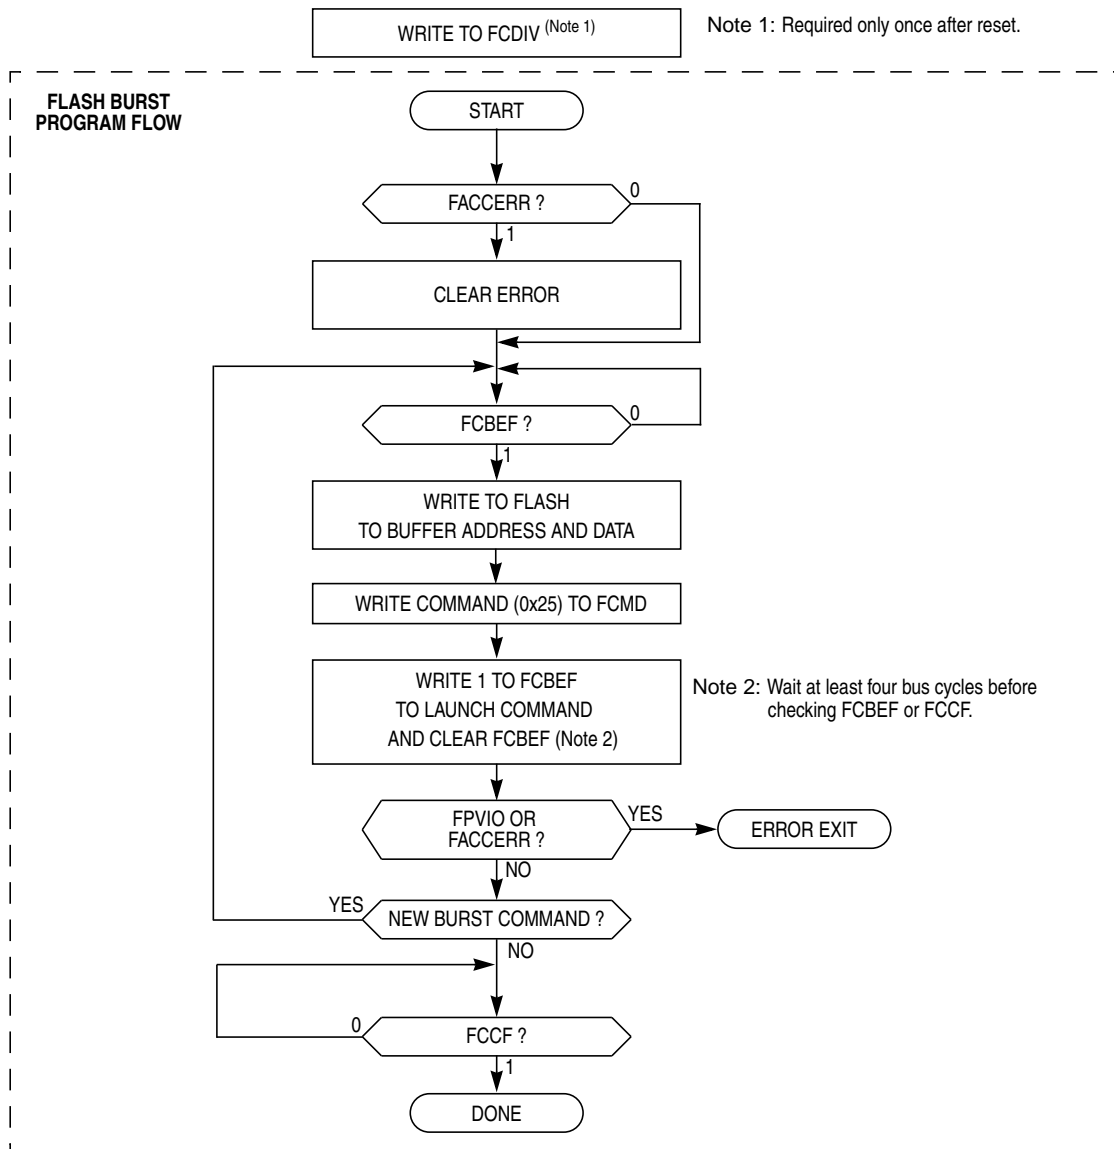 WRITE TO FCDIV (Note 1)
Note 1: Required only once after reset.
FLASH BURST
PROGRAM FLOW
START
FACCERR ?
0
1
CLEAR ERROR
FCBEF ?
0
1
WRITE TO FLASH
TO BUFFER ADDRESS AND DATA
WRITE COMMAND (0x25) TO FCMD
WRITE 1 TO FCBEF
TO LAUNCH COMMAND
AND CLEAR FCBEF (Note 2)
Note 2: Wait at least four bus cycles before
checking FCBEF or FCCF.
FPVIO OR
FACCERR ?
YES
ERROR EXIT
NO
YES
NEW BURST COMMAND ?
NO
0
FCCF ?
1
DONE